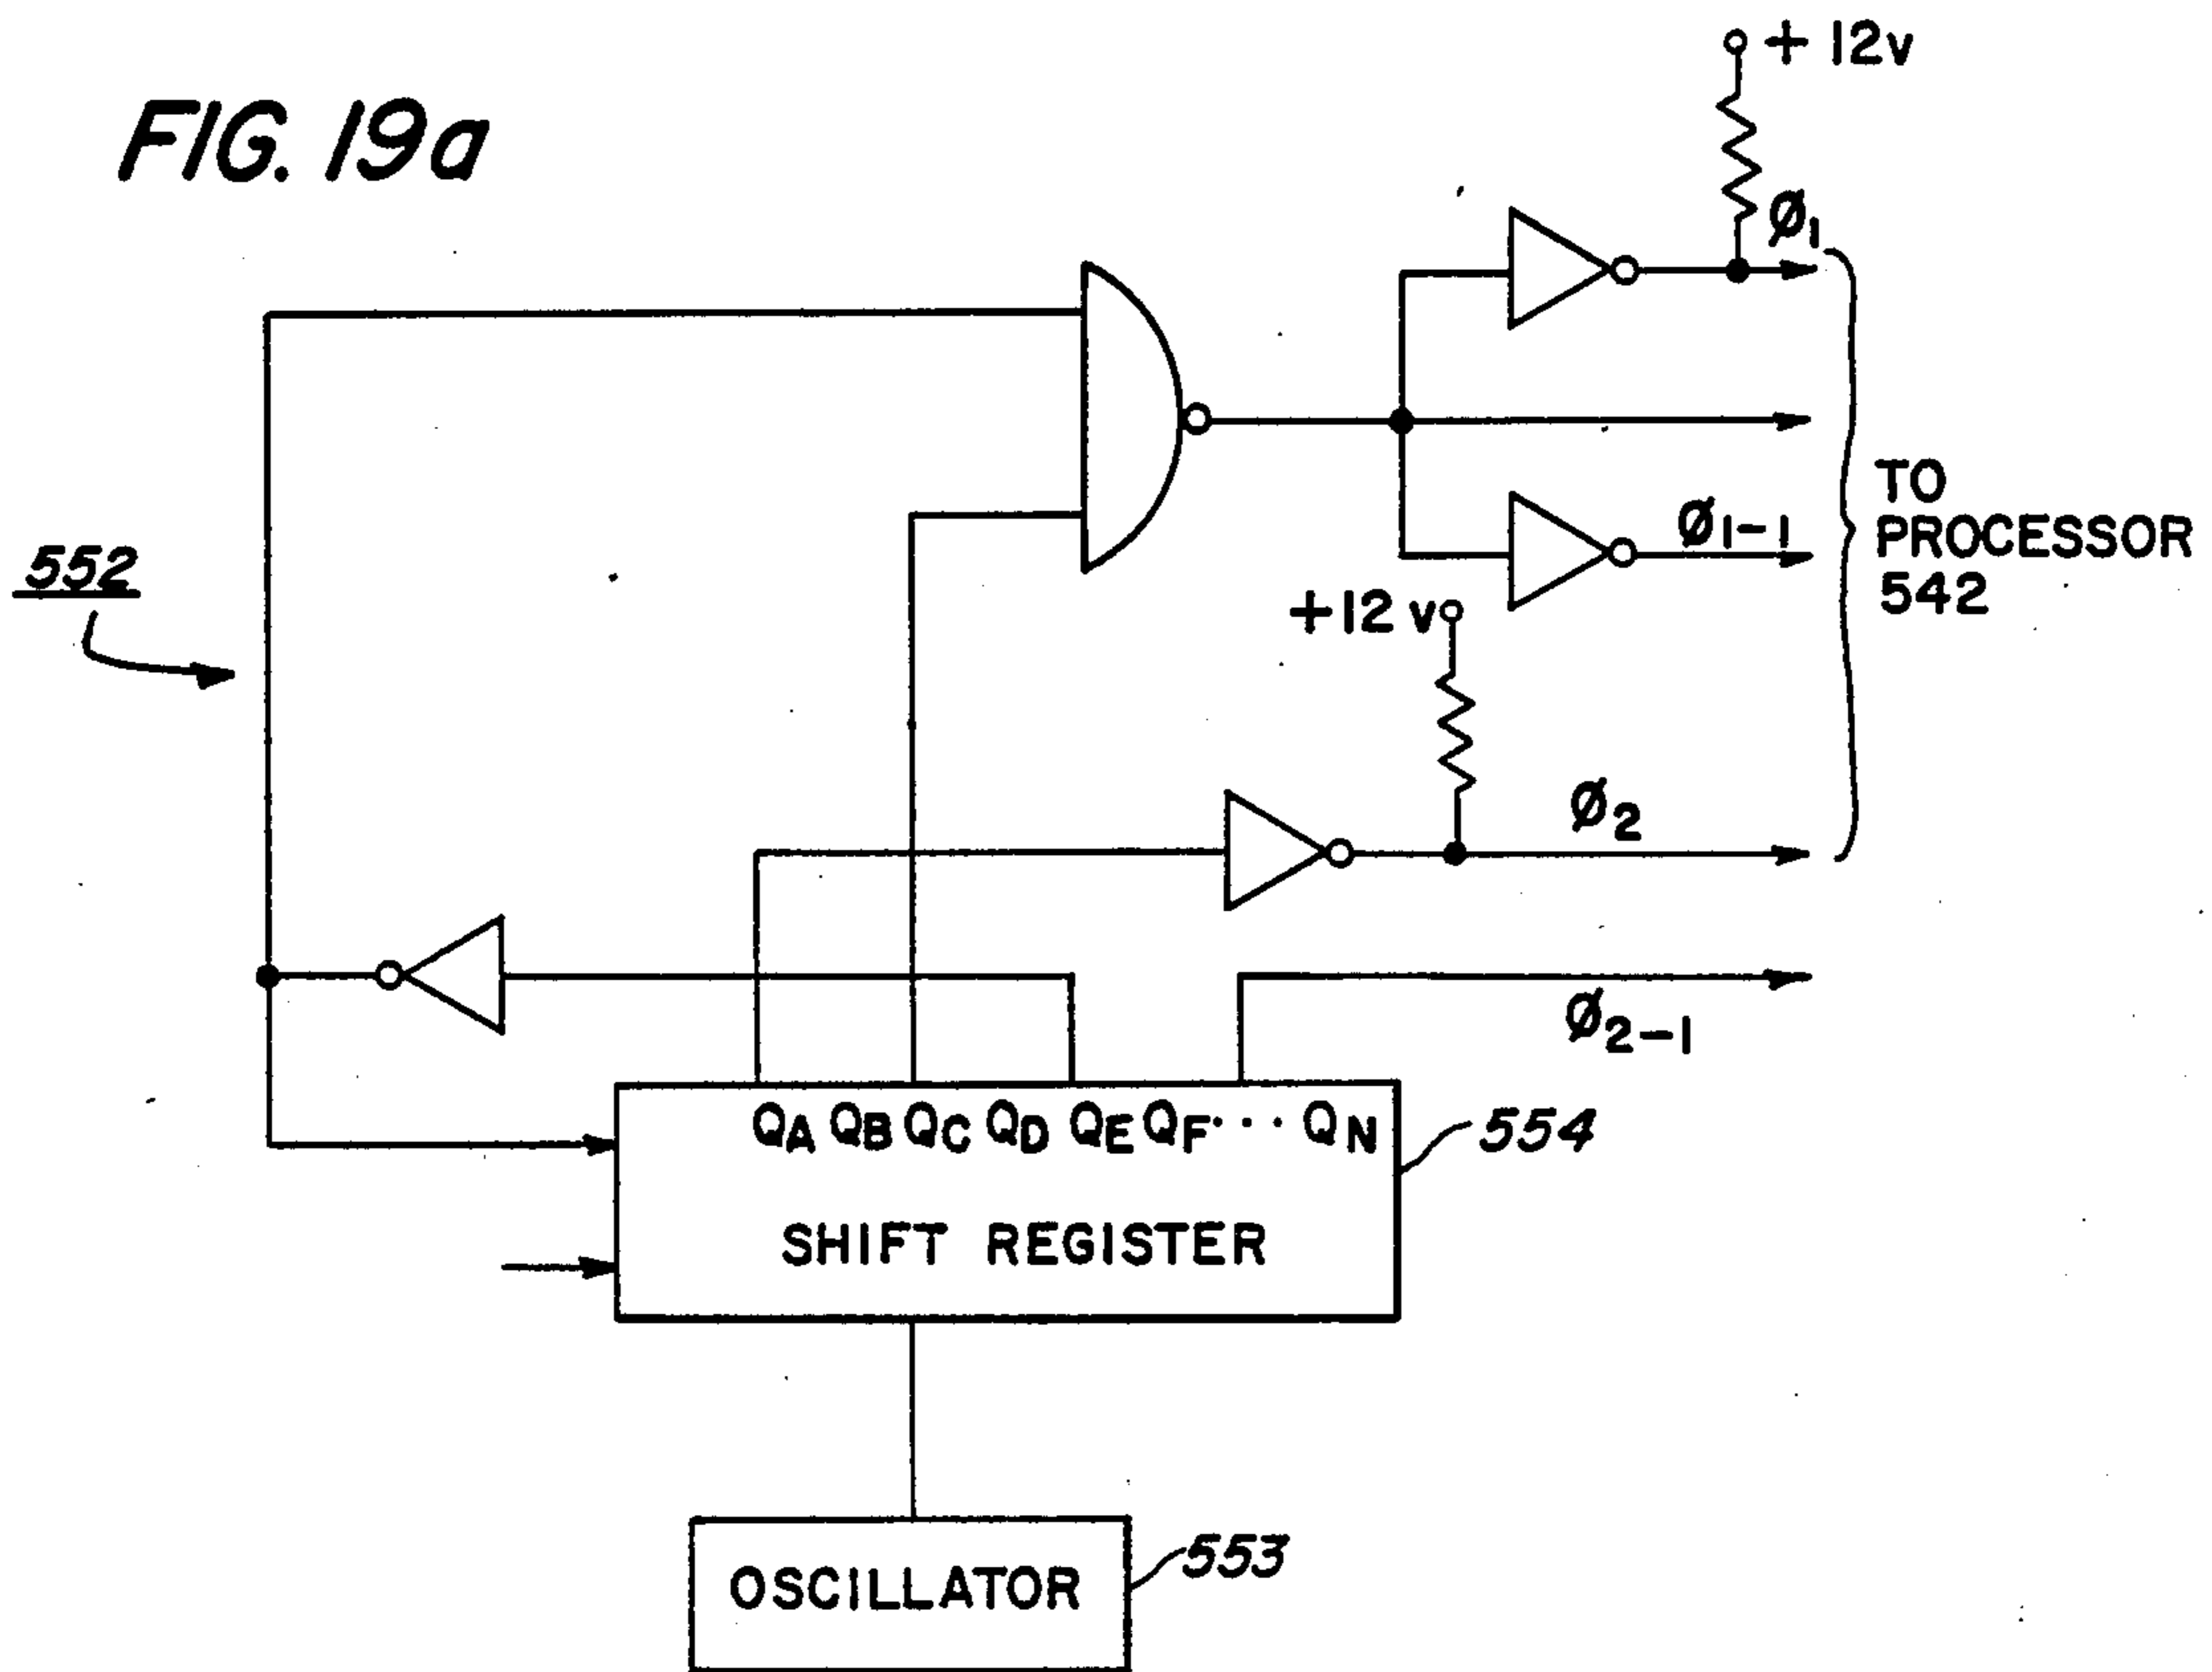 FIG. 19a
+ 12v
Ø1
TO
PROCESSOR
542
Ø1-1
552
+12 v
Ø2
Ø2-1
QA QB QC QD QE QF··· QN
554
SHIFT REGISTER
OSCILLATOR
553